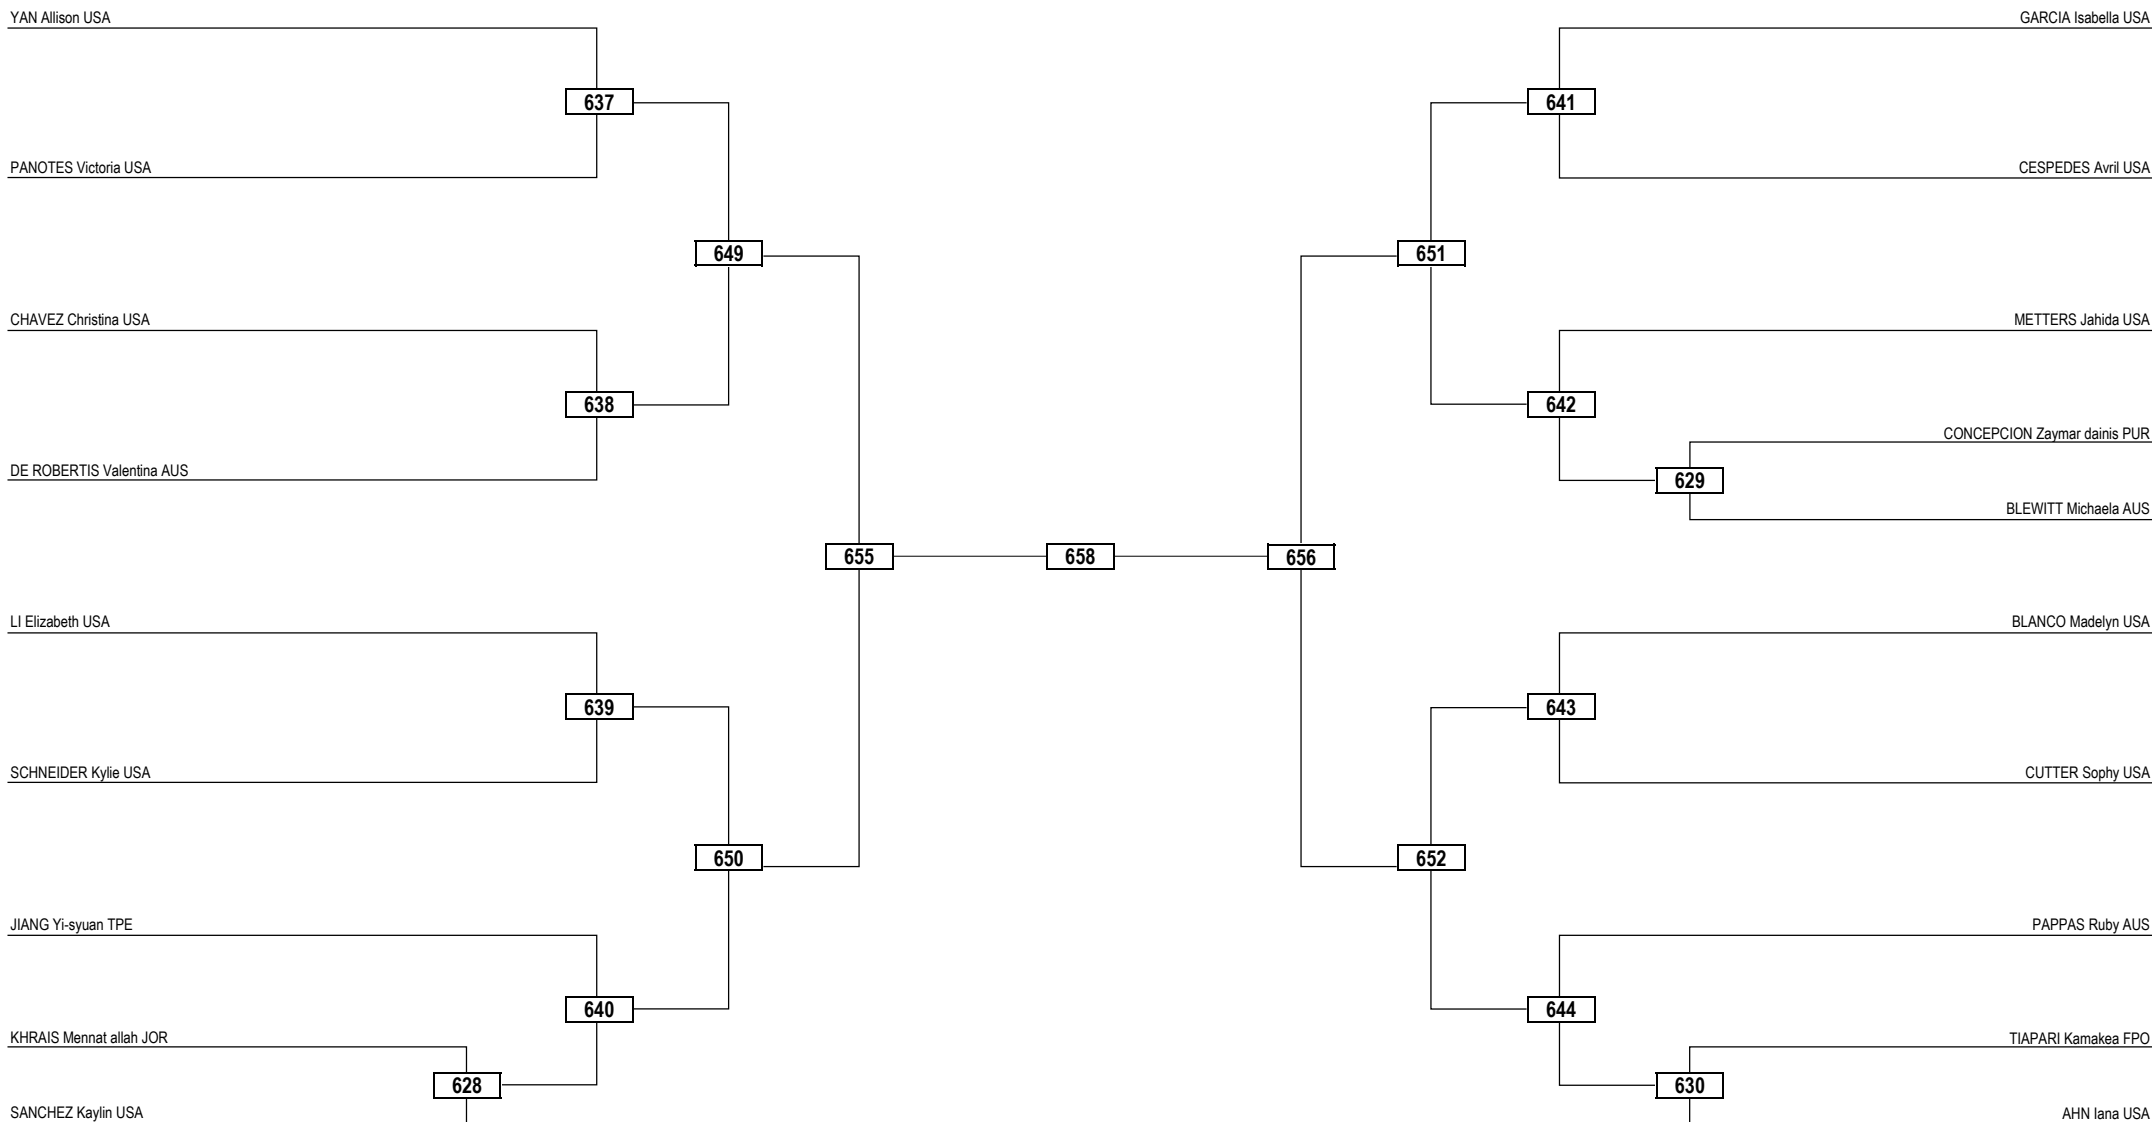 YAN Allison USA
GARCIA Isabella USA
637
641
PANOTES Victoria USA
CESPEDES Avril USA
649
651
CHAVEZ Christina USA
METTERS Jahida USA
638
642
CONCEPCION Zaymar dainis PUR
DE ROBERTIS Valentina AUS
629
BLEWITT Michaela AUS
655
658
656
LI Elizabeth USA
BLANCO Madelyn USA
639
643
SCHNEIDER Kylie USA
CUTTER Sophy USA
650
652
JIANG Yi-syuan TPE
PAPPAS Ruby AUS
640
644
KHRAIS Mennat allah JOR
TIAPARI Kamakea FPO
628
630
SANCHEZ Kaylin USA
AHN Iana USA